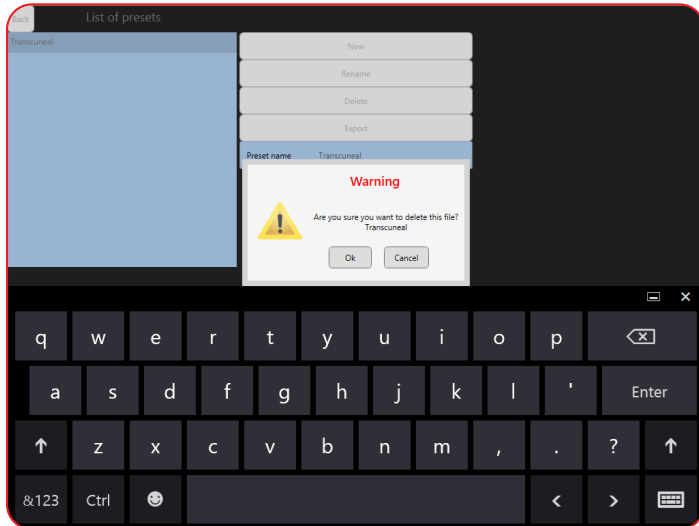 Back
List of presets
Transcuneal
New
Rename
Delete
Export
Preset name Transcuneal
Warning
Are you sure you want to delete this file?
Transcuneal
Ok Cancel
q w e r t y u i o p
a s d f g h j k l ' Enter
z x c v b n m , . ?
&123 Ctrl < >